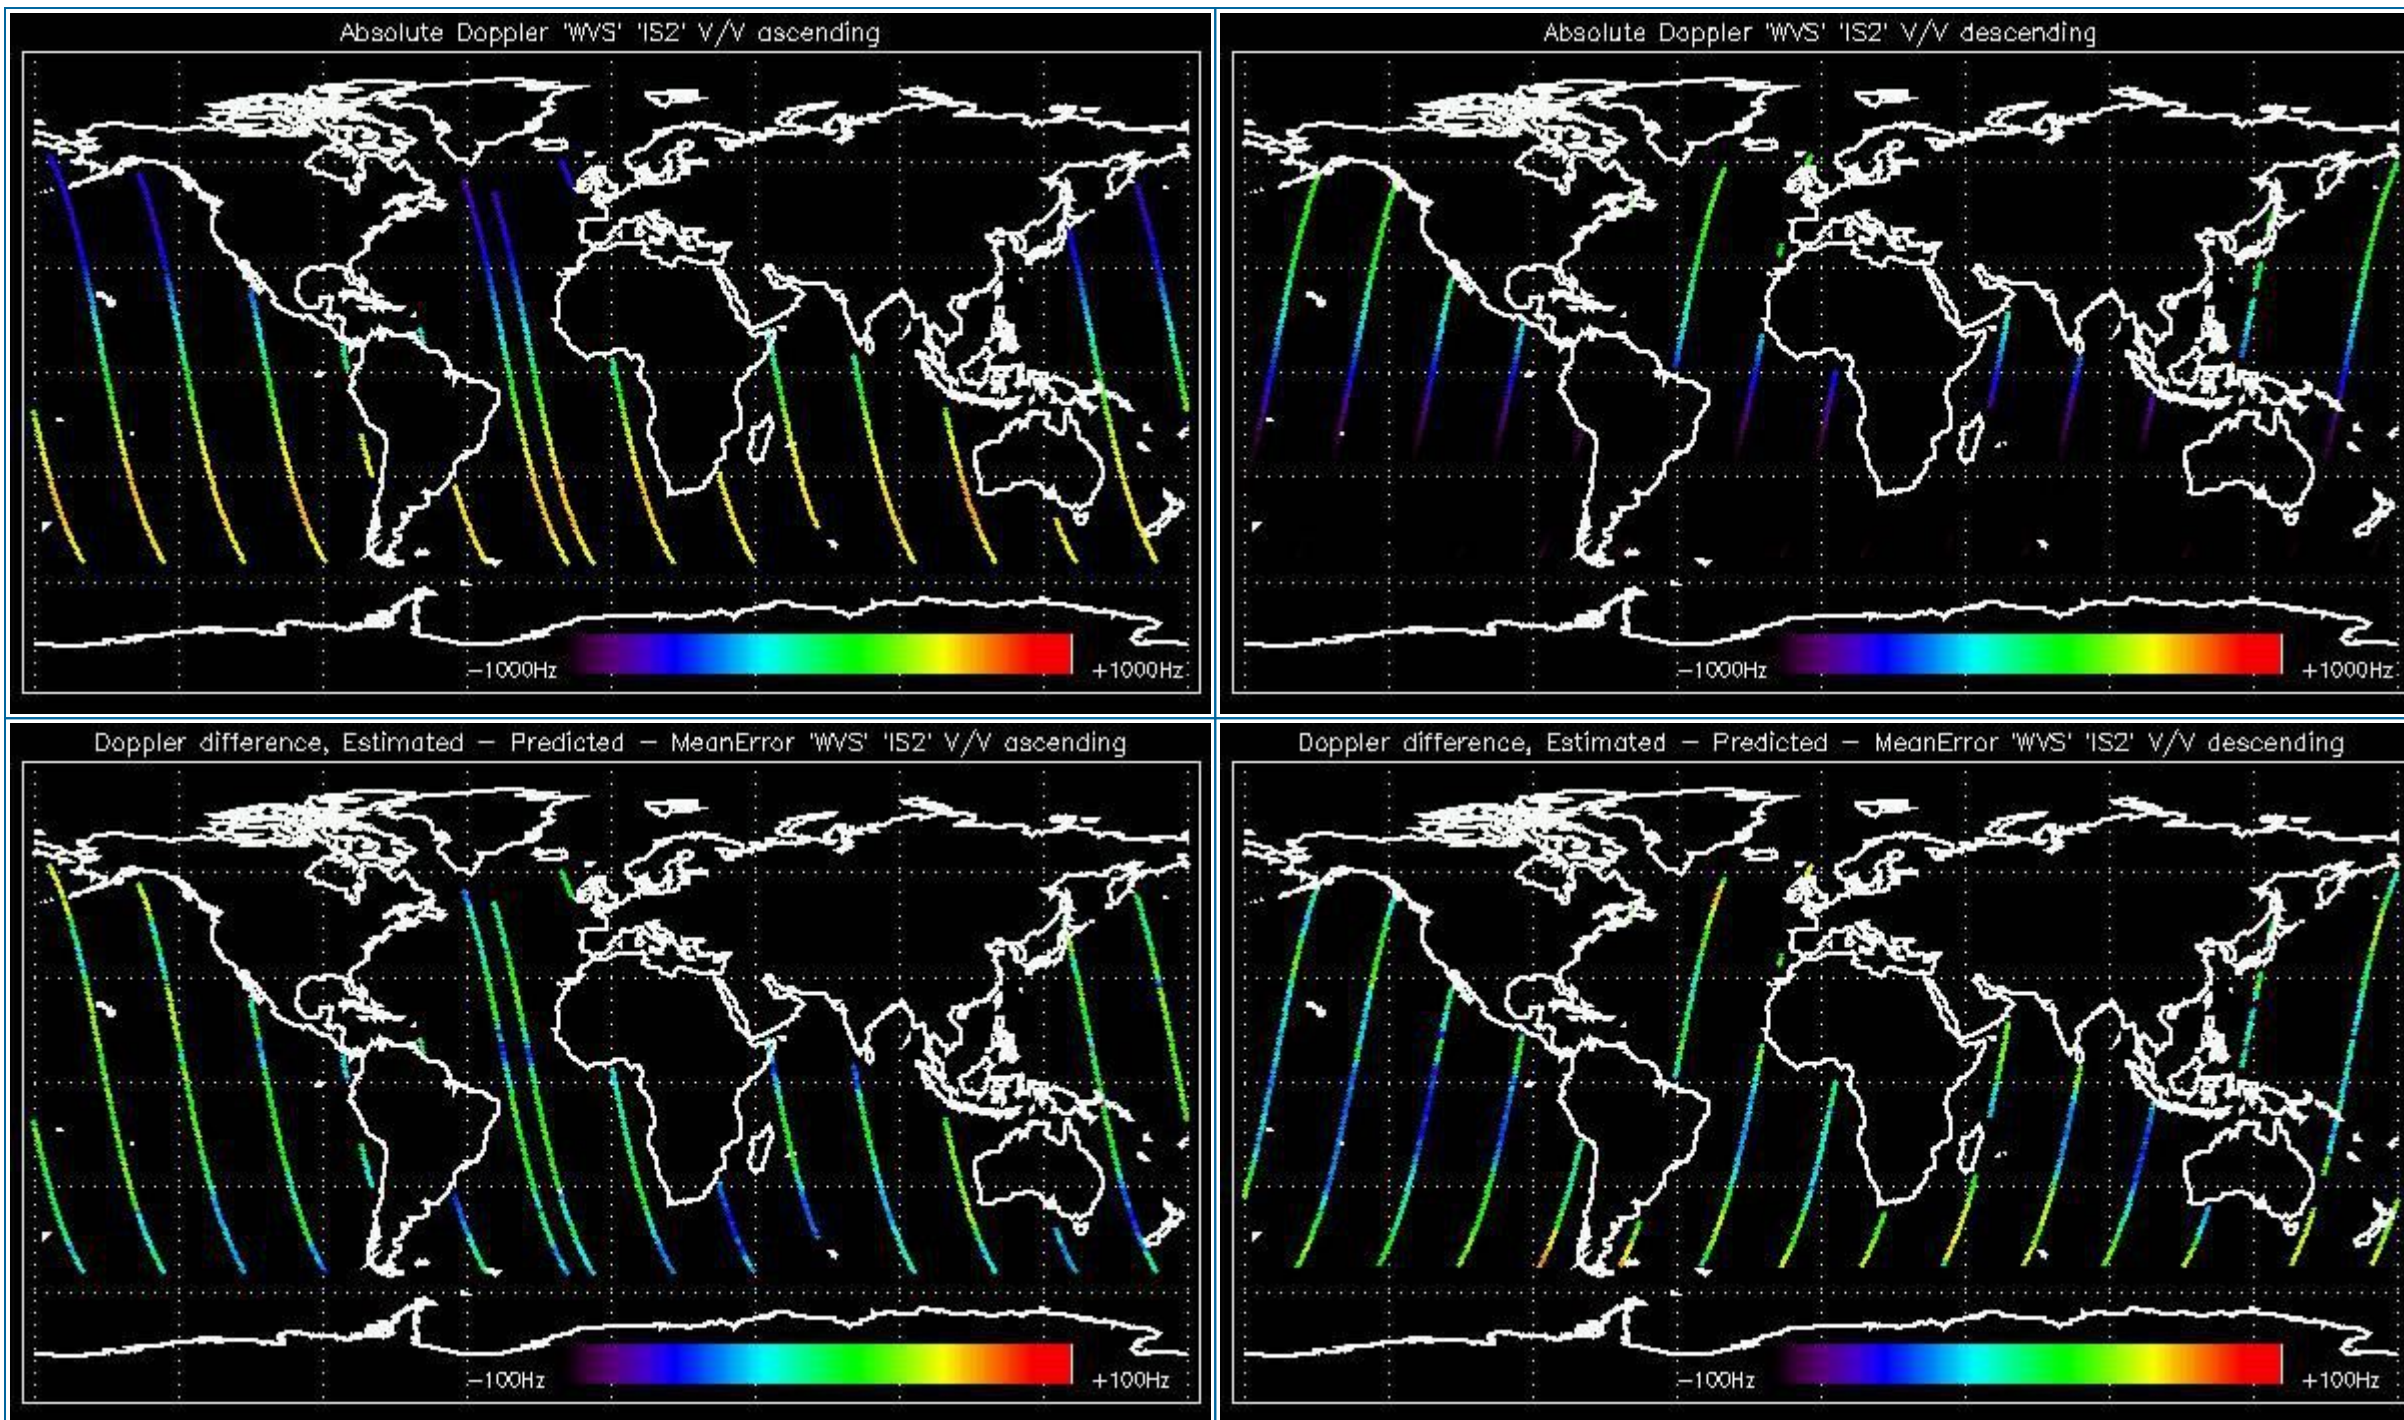 Absolute Doppler 'WVS' 'IS2' V/V ascending
-1000Hz
+1000Hz
Absolute Doppler 'WVS' 'IS2' V/V descending
-1000Hz
+1000Hz
Doppler difference, Estimated - Predicted - MeanError 'WVS' 'IS2' V/V ascending
-100Hz
+100Hz
Doppler difference, Estimated - Predicted - MeanError 'WVS' 'IS2' V/V descending
-100Hz
+100Hz